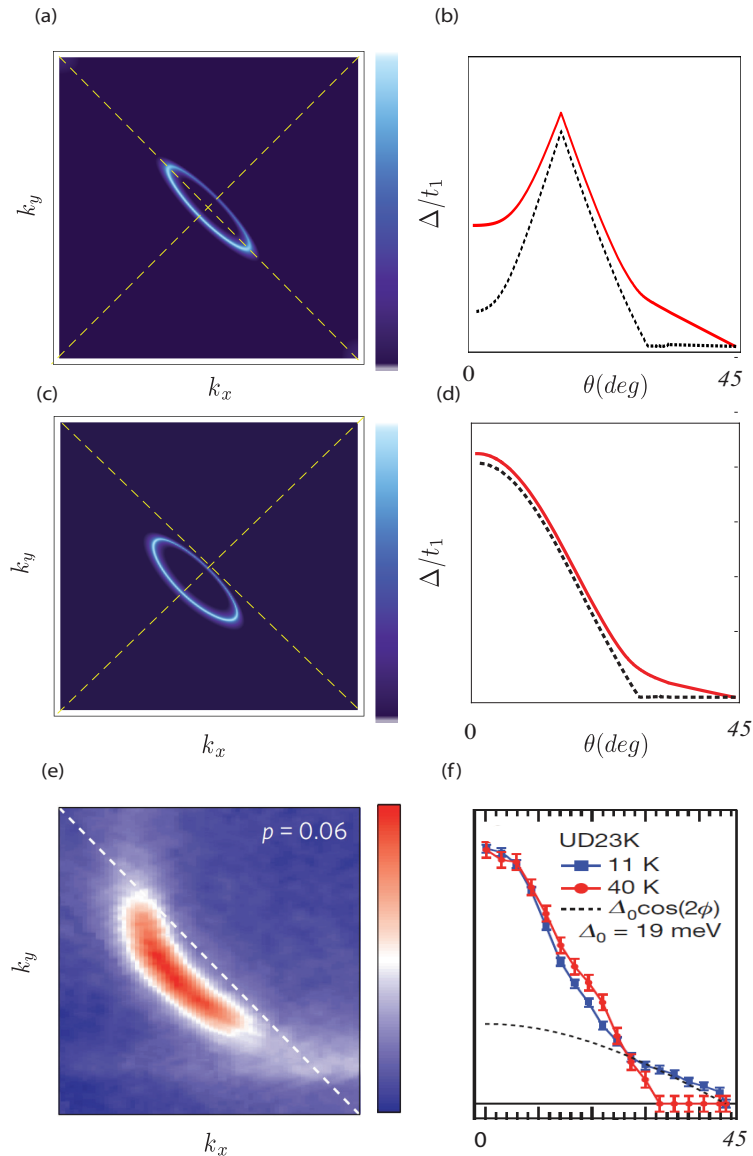 (a)
k_y
k_x
(b)
Δ/t_1
0
45
θ(deg)
(c)
k_y
k_x
(d)
Δ/t_1
0
45
θ(deg)
(e)
p = 0.06
k_y
k_x
(f)
UD23K
11 K
40 K
Δ_0cos(2ϕ)
Δ_0 = 19 meV
0
45